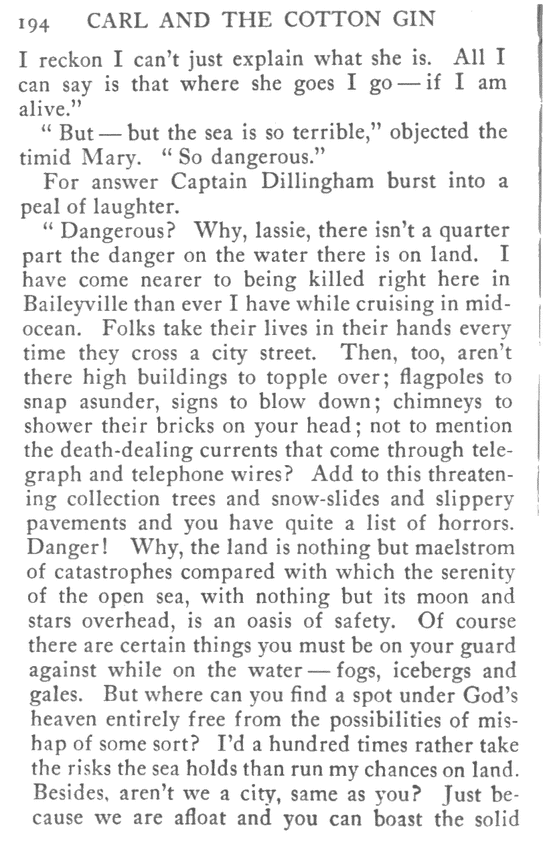 194 CARL AND THE COTTON GIN
I reckon I can't just explain what she is. All I
can say is that where she goes I go — if I am
alive."
" But — but the sea is so terrible," objected the
timid Mary. " So dangerous."
For answer Captain Dillingham burst into a
peal of laughter.
" Dangerous? Why, lassie, there isn't a quarter
part the danger on the water there is on land. I
have come nearer to being killed right here in
Baileyville than ever I have while cruising in mid-
ocean. Folks take their lives in their hands every
time they cross a city street. Then, too, aren't
there high buildings to topple over; flagpoles to
snap asunder, signs to blow down; chimneys to
shower their bricks on your head; not to mention
the death-dealing currents that come through tele-
graph and telephone wires? Add to this threaten-
ing collection trees and snow-slides and slippery
pavements and you have quite a list of horrors.
Danger! Why, the land is nothing but maelstrom
of catastrophes compared with which the serenity
of the open sea, with nothing but its moon and
stars overhead, is an oasis of safety. Of course
there are certain things you must be on your guard
against while on the water — fogs, icebergs and
gales. But where can you find a spot under God's
heaven entirely free from the possibilities of mis-
hap of some sort? I'd a hundred times rather take
the risks the sea holds than run my chances on land.
Besides, aren't we a city, same as you? Just be-
cause we are afloat and you can boast the solid